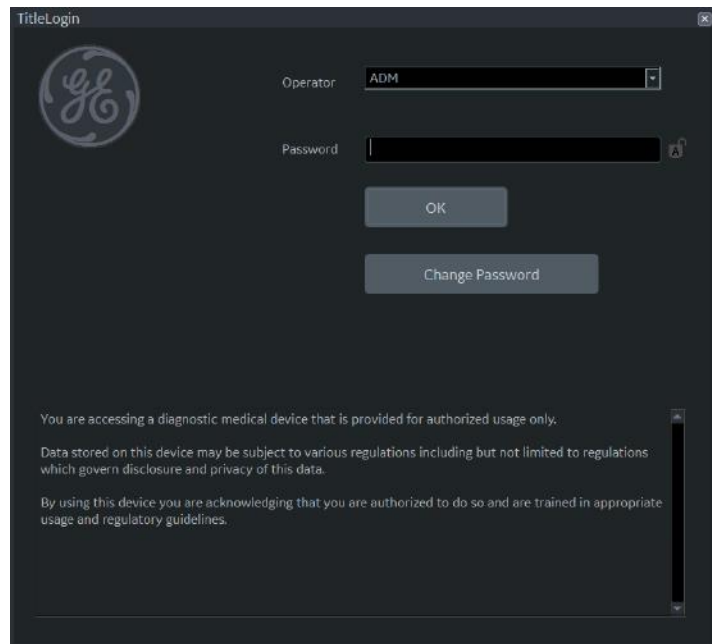 TitleLogin
GE
Operator
ADM
Password
A
OK
Change Password
You are accessing a diagnostic medical device that is provided for authorized usage only.
Data stored on this device may be subject to various regulations including but not limited to regulations
which govern disclosure and privacy of this data.
By using this device you are acknowledging that you are authorized to do so and are trained in appropriate
usage and regulatory guidelines.